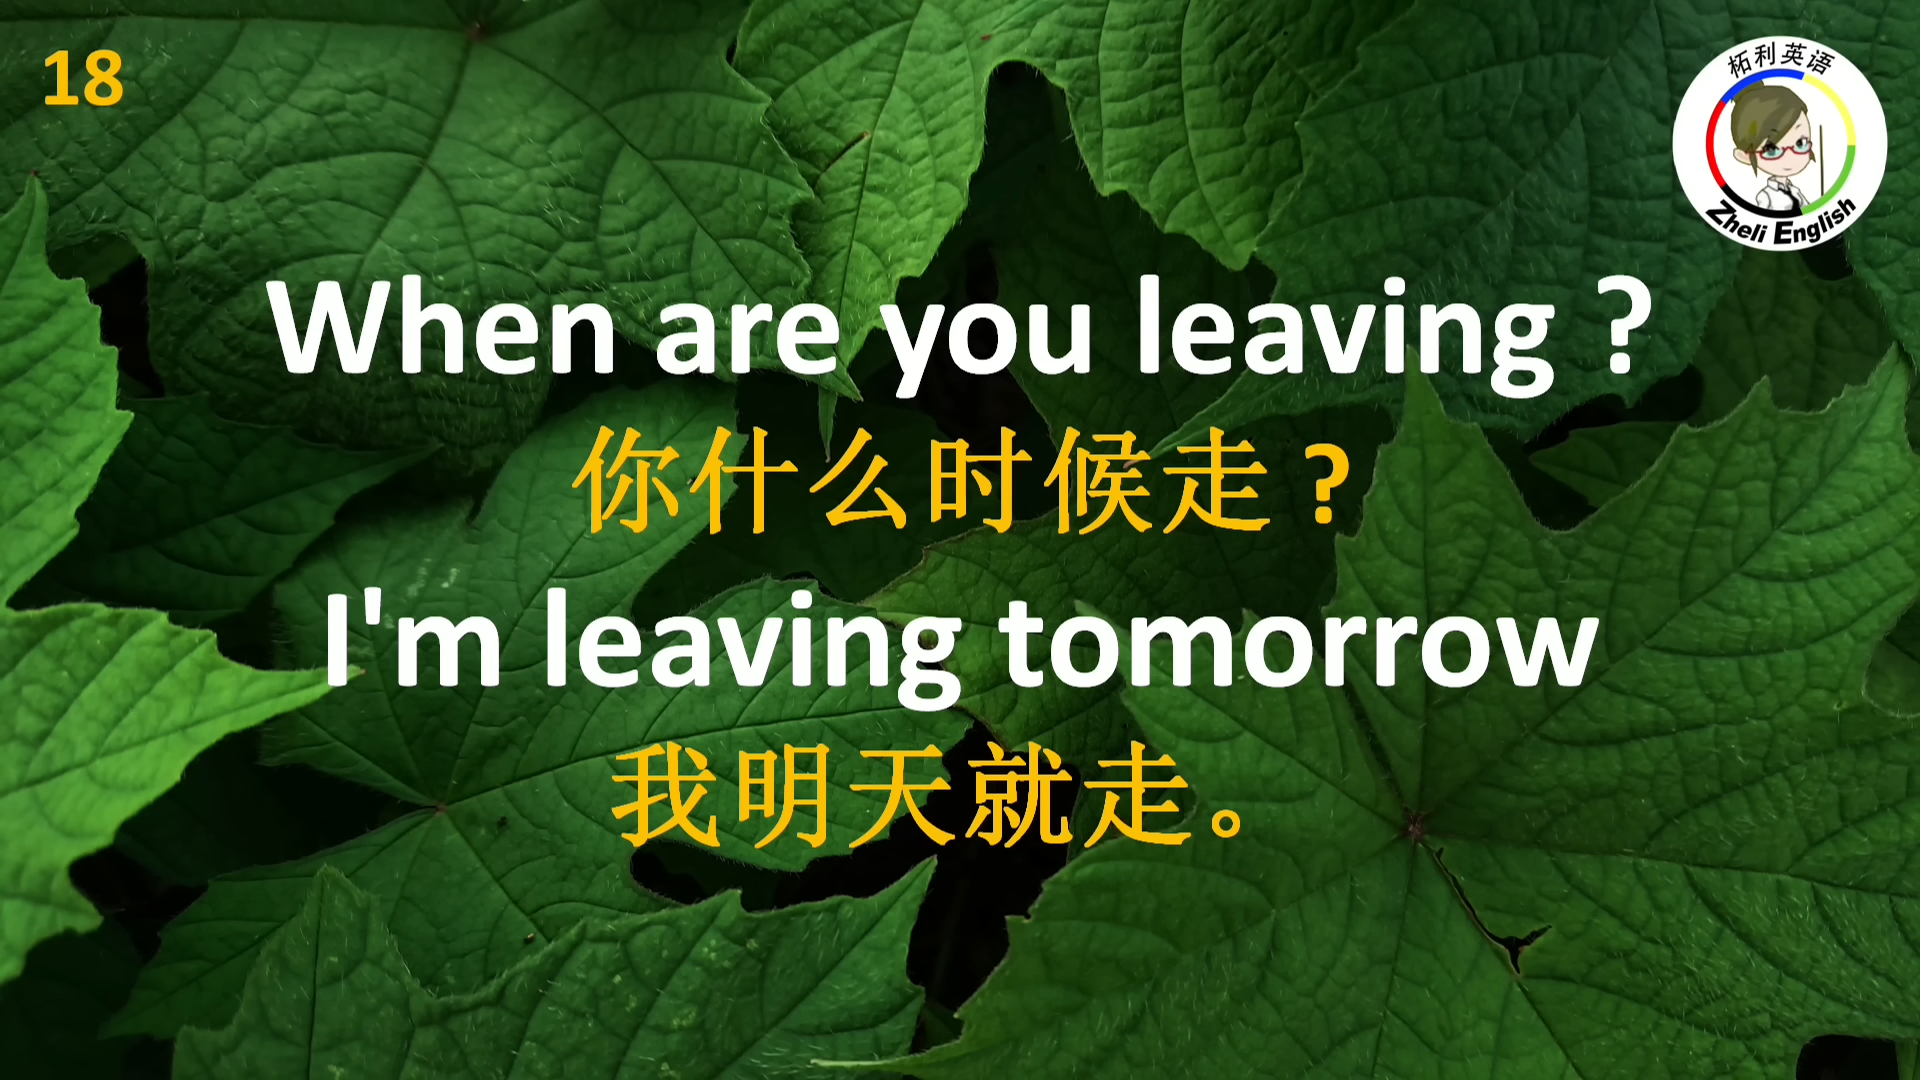 18
柘利英语
Zheli English
When are you leaving ?
你什么时候走 ?
I'm leaving tomorrow
我明天就走。